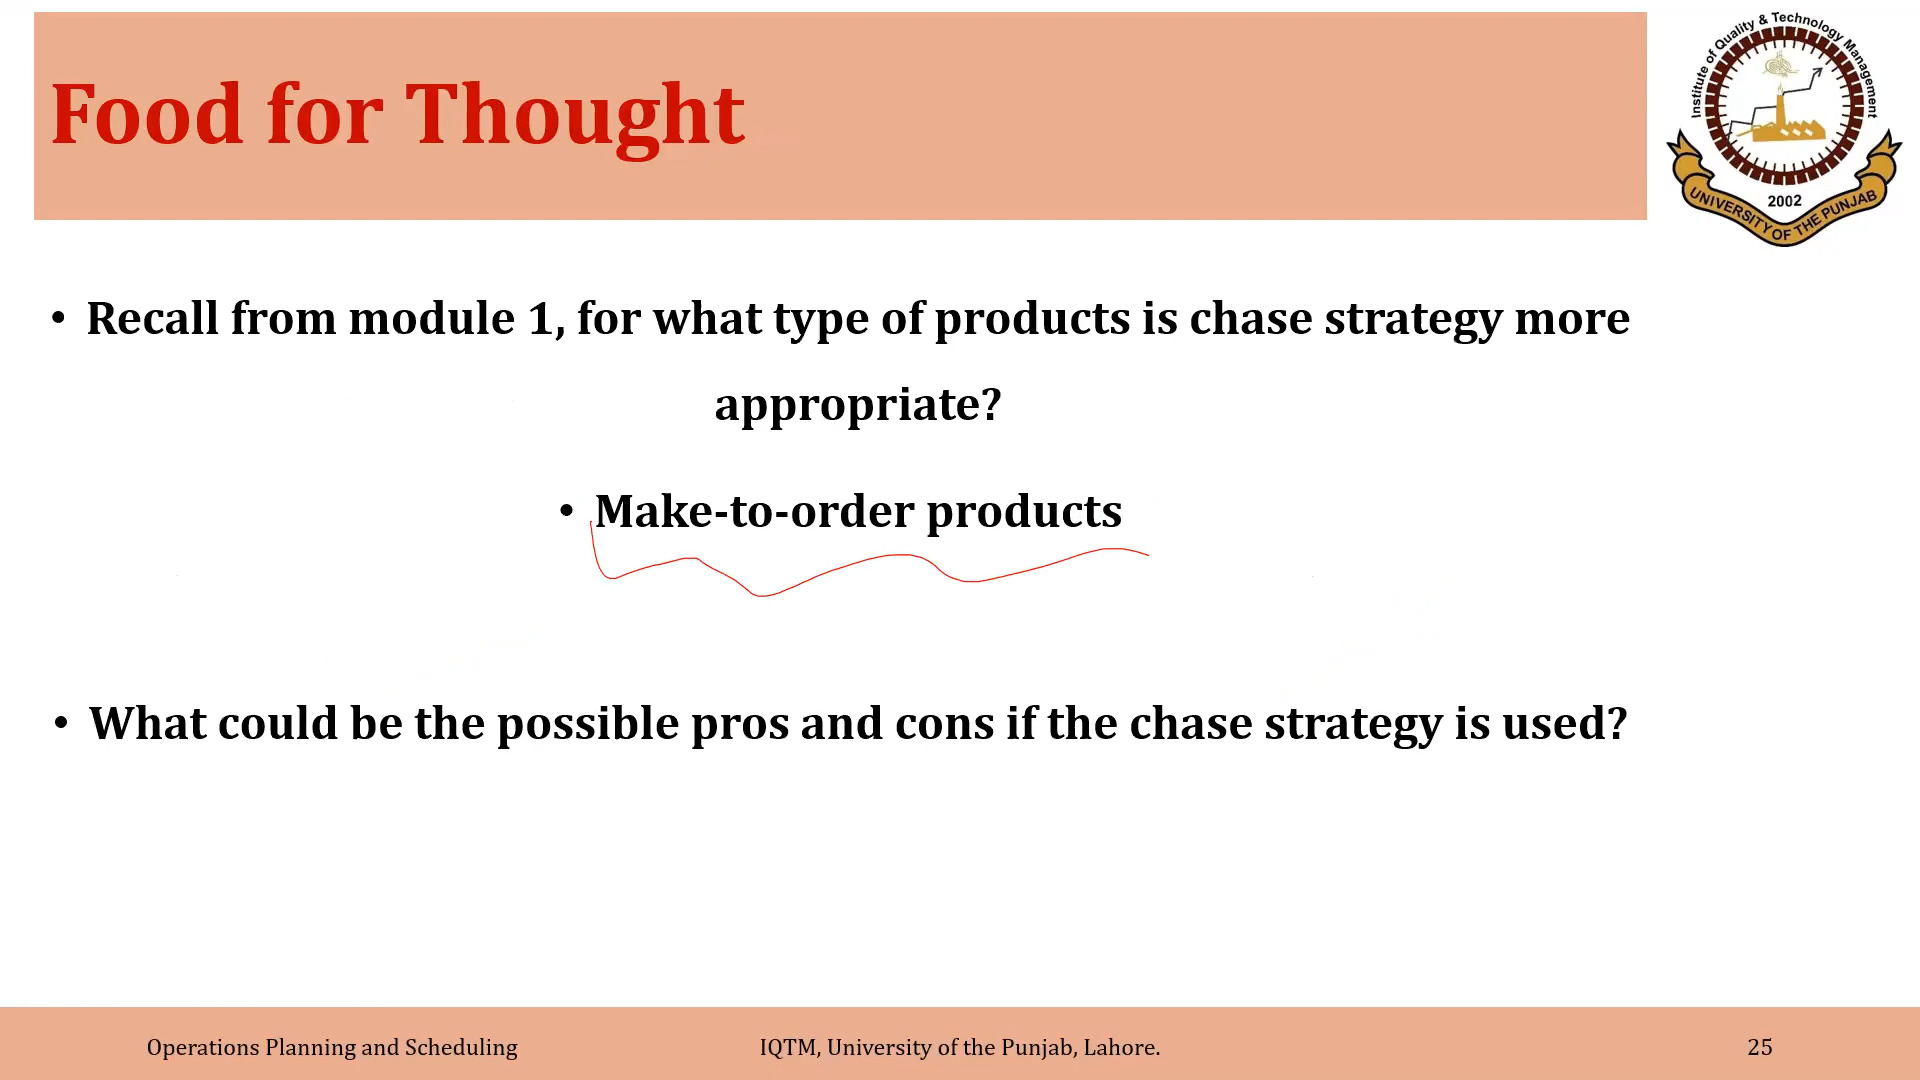 Food for Thought
Institute of Quality & Technology Management
2002
UNIVERSITY OF THE PUNJAB
• Recall from module 1, for what type of products is chase strategy more
appropriate?
• Make-to-order products
• What could be the possible pros and cons if the chase strategy is used?
Operations Planning and Scheduling
IQTM, University of the Punjab, Lahore.
25